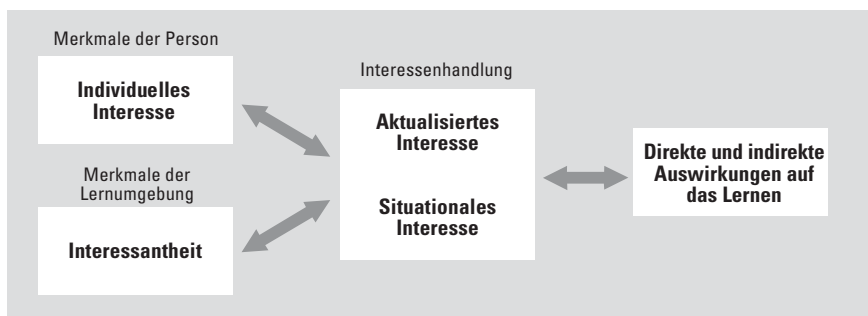 Merkmale der Person
Individuelles
Interesse
Merkmale der
Lernumgebung
Interessantheit
Interessenhandlung
Aktualisiertes
Interesse
Situationales
Interesse
Direkte und indirekte
Auswirkungen auf
das Lernen